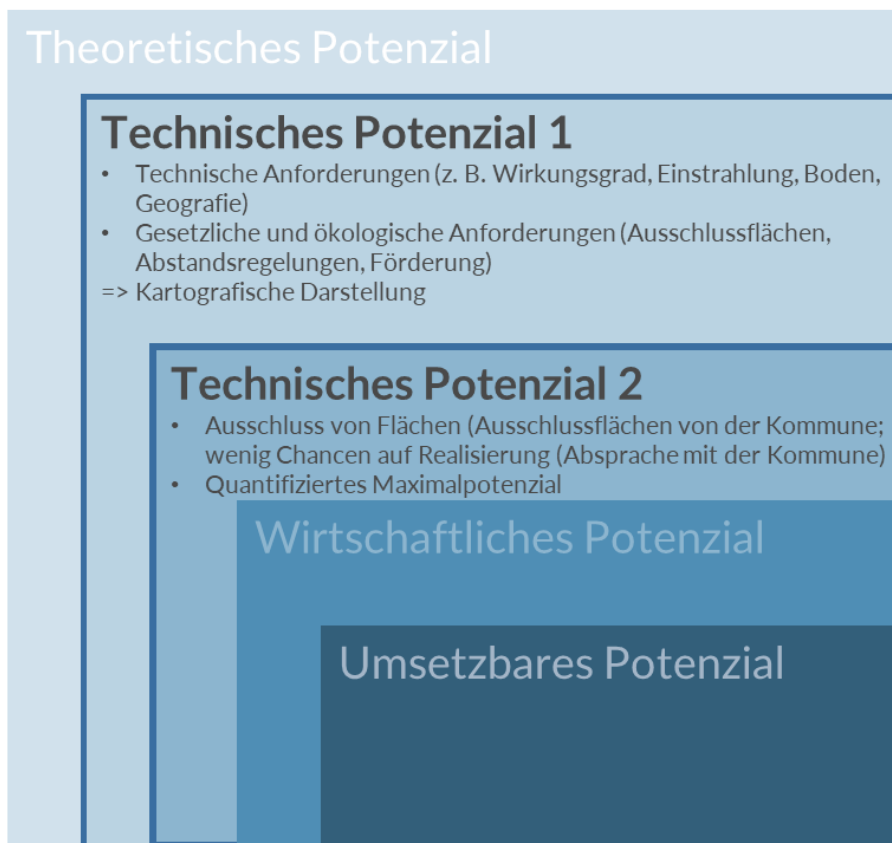 Theoretisches Potenzial
Technisches Potenzial 1
• Technische Anforderungen (z. B. Wirkungsgrad, Einstrahlung, Boden,
Geografie)
• Gesetzliche und ökologische Anforderungen (Ausschlussflächen,
Abstandsregelungen, Förderung)
=> Kartografische Darstellung
Technisches Potenzial 2
• Ausschluss von Flächen (Ausschlussflächen von der Kommune;
wenig Chancen auf Realisierung (Absprache mit der Kommune)
• Quantifiziertes Maximalpotenzial
Wirtschaftliches Potenzial
Umsetzbares Potenzial